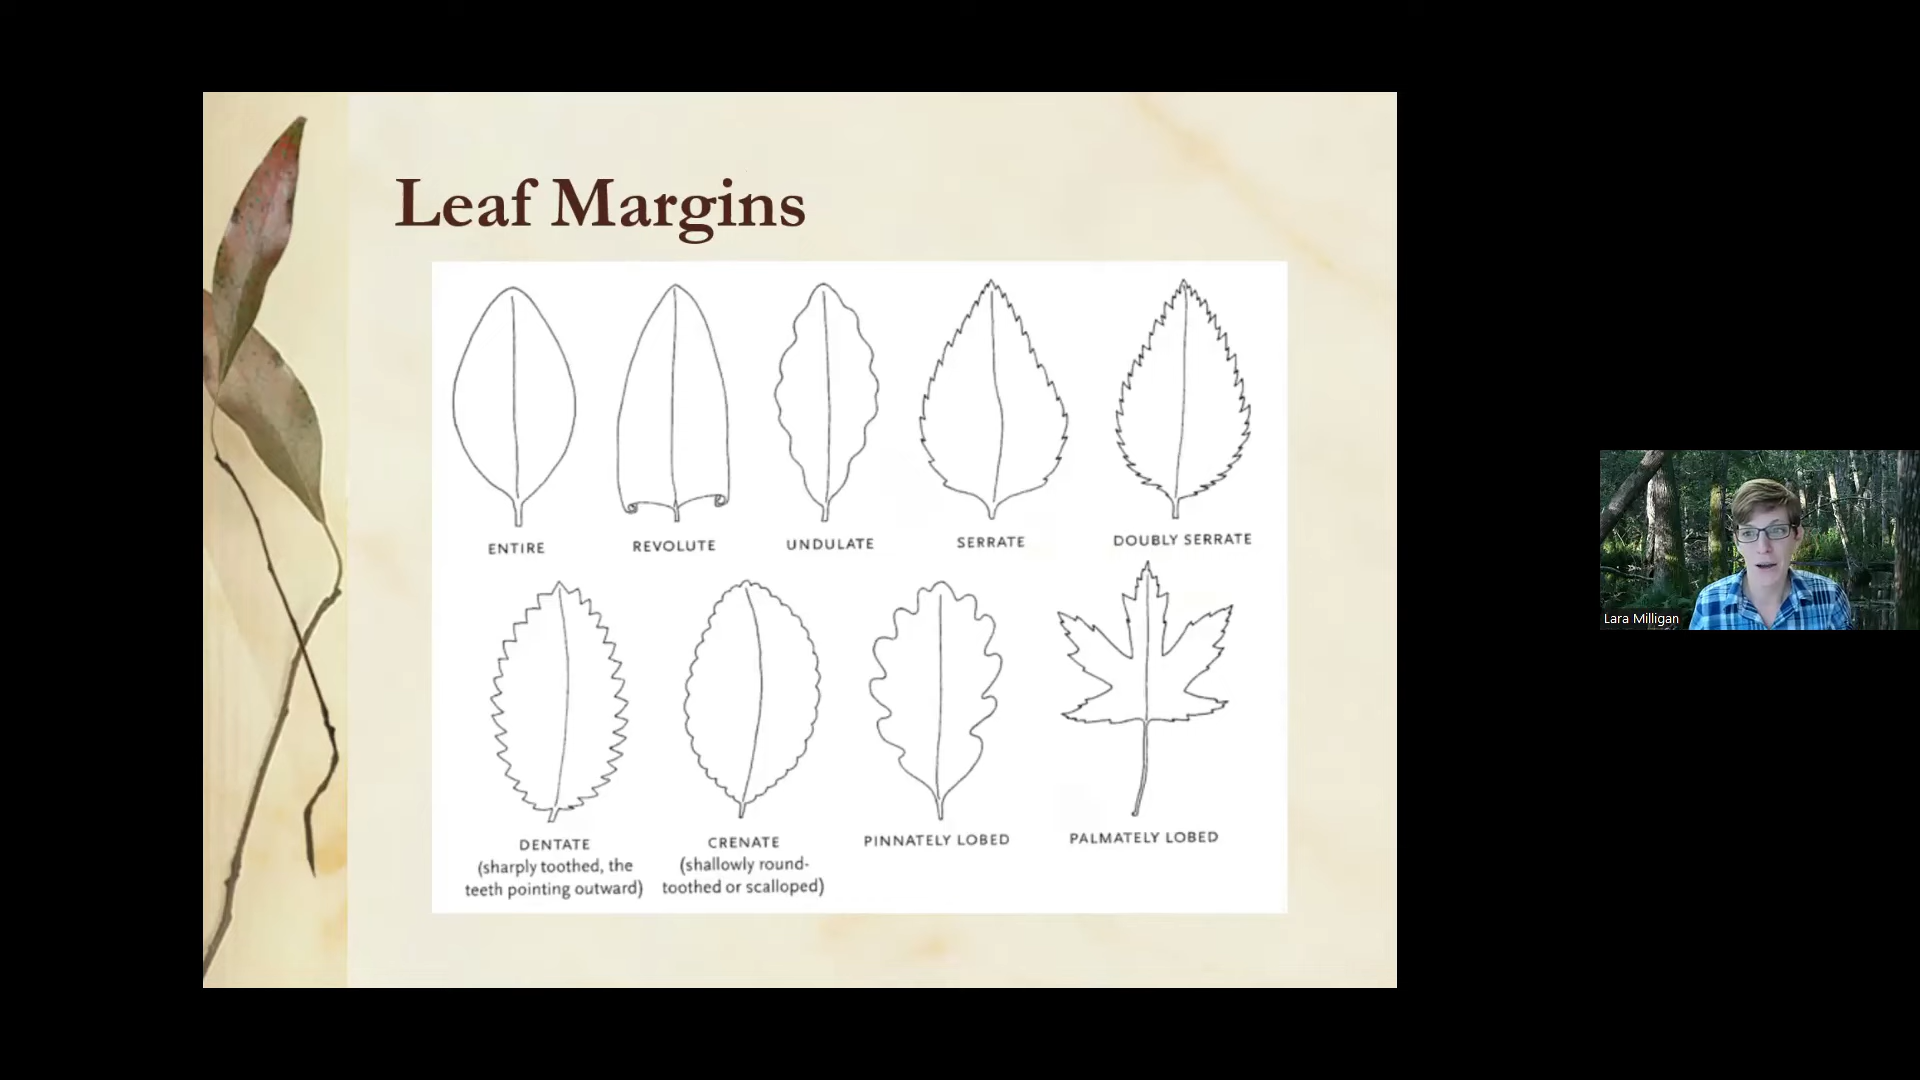 Leaf Margins
ENTIRE
REVOLUTE
UNDULATE
SERRATE
DOUBLY SERRATE
DENTATE
(sharply toothed, the
teeth pointing outward)
CRENATE
(shallowly round-
toothed or scalloped)
PINNATELY LOBED
PALMATELY LOBED
Lara Milligan